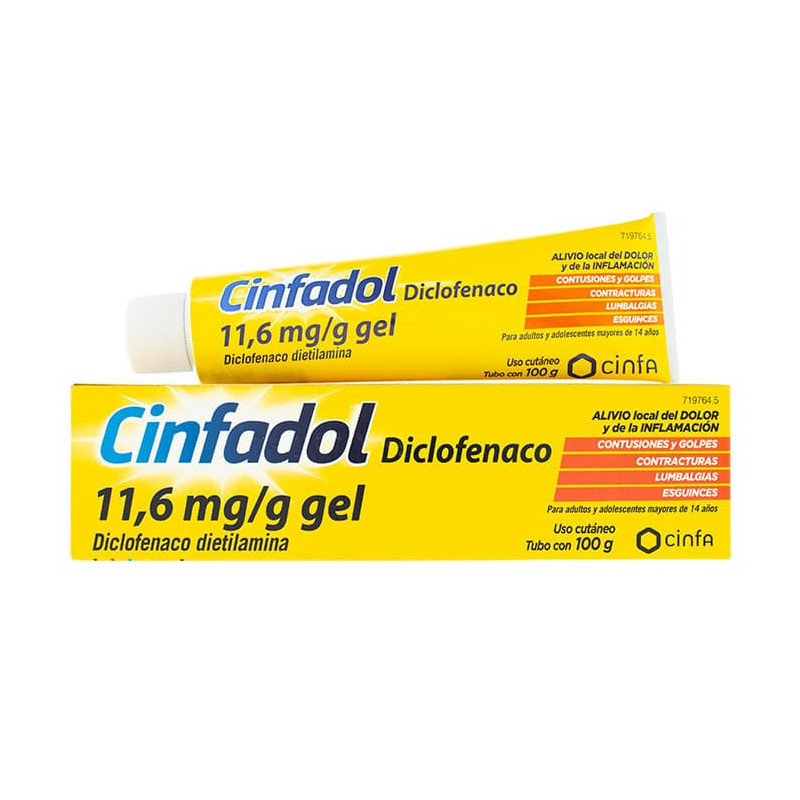 719764.5
ALIVIO local del DOLOR
y de la INFLAMACIÓN
Cinfadol Diclofenaco
CONTUSIONES y GOLPES
CONTRACTURAS
11,6 mg/g gel
LUMBALGIAS
ESGUINCES
Diclofenaco dietilamina
Para adultos y adolescentes mayores de 14 años
Uso cutáneo
Tubo con 100 g
cinfa
719764.5
ALIVIO local del DOLOR
y de la INFLAMACIÓN
Cinfadol Diclofenaco
CONTUSIONES y GOLPES
CONTRACTURAS
LUMBALGIAS
11,6 mg/g gel
ESGUINCES
Para adultos y adolescentes mayores de 14 años
Diclofenaco dietilamina
Uso cutáneo
Tubo con 100 g
cinfa